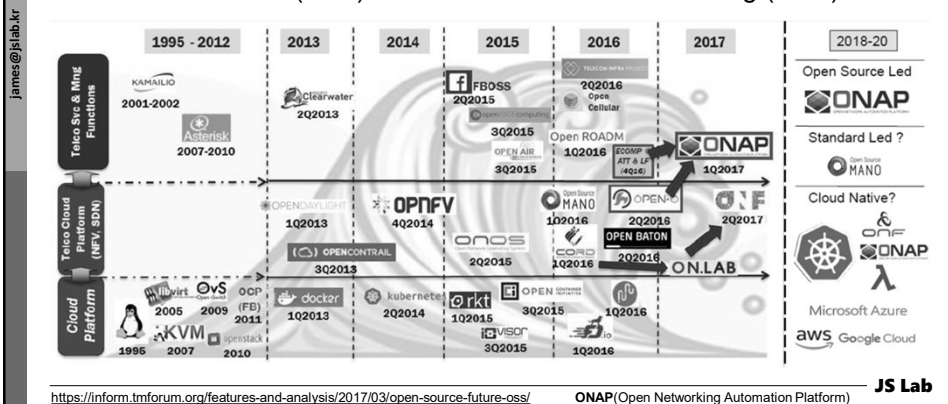 james@jslab.kr
1995 - 2012
2013
2014
2015
2016
2017
2018-20
Telco Svc & Mng
Functions
KAMAILIO
2001-2002
Asterisk
2007-2010
Clearwater
2Q2013
FBOSS
2Q2015
3Q2015
OPEN AIR
3Q2015
TELECOM INFRA PROJECT
2Q2016
Open
Cellular
Open ROADM
1Q2016
ECOMP
ATT & LF
(4Q16)
ONAP
1Q2017
Telco Cloud
Platform
(NFV, SDN)
OPENDAYLIGHT
1Q2013
OPENCONTRAIL
3Q2013
OPNFV
4Q2014
ONOS
2Q2015
Open Source
MANO
1Q2016
CORD
1Q2016
OPEN-O
2Q2016
OPEN BATON
2Q2016
ONF
2Q2017
ON.LAB
Cloud
Platform
1995
libvirt
2005
KVM
2007
OvS
Open vSwitch
2009
openstack
2010
OCP
(FB)
2011
docker
1Q2013
kubernetes
2Q2014
rkt
1Q2015
OPEN CONTAINER
INITIATIVE
3Q2015
IOVISOR
3Q2015
1Q2016
1Q2016
Open Source Led
ONAP
Standard Led ?
Open Source
MANO
Cloud Native?
ONF
ONAP
λ
Microsoft Azure
aws Google Cloud
JS Lab
https://inform.tmforum.org/features-and-analysis/2017/03/open-source-future-oss/
ONAP(Open Networking Automation Platform)